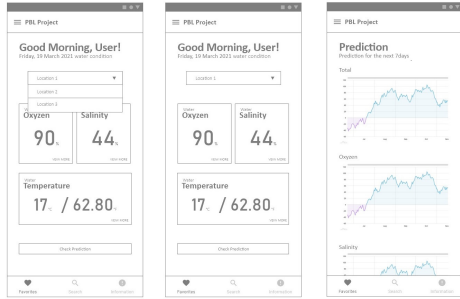 PBL Project
Good Morning, User!
Friday, 19 March 2021 water condition
Location 1
Location 2
Location 3
Water
Oxyzen
90%
VIEW MORE
Salinity
44%
VIEW MORE
Water
Temperature
17°C / 62.80°F
VIEW MORE
Check Prediction
Favorites
Search
Information
PBL Project
Good Morning, User!
Friday, 19 March 2021 water condition
Location 1
Water
Oxyzen
90%
VIEW MORE
Water
Salinity
44%
VIEW MORE
Water
Temperature
17°C / 62.80°F
VIEW MORE
Check Prediction
Favorites
Search
Information
PBL Project
Prediction
Prediction for the next 7days
Total
Oxyzen
Salinity
Favorites
Search
Information